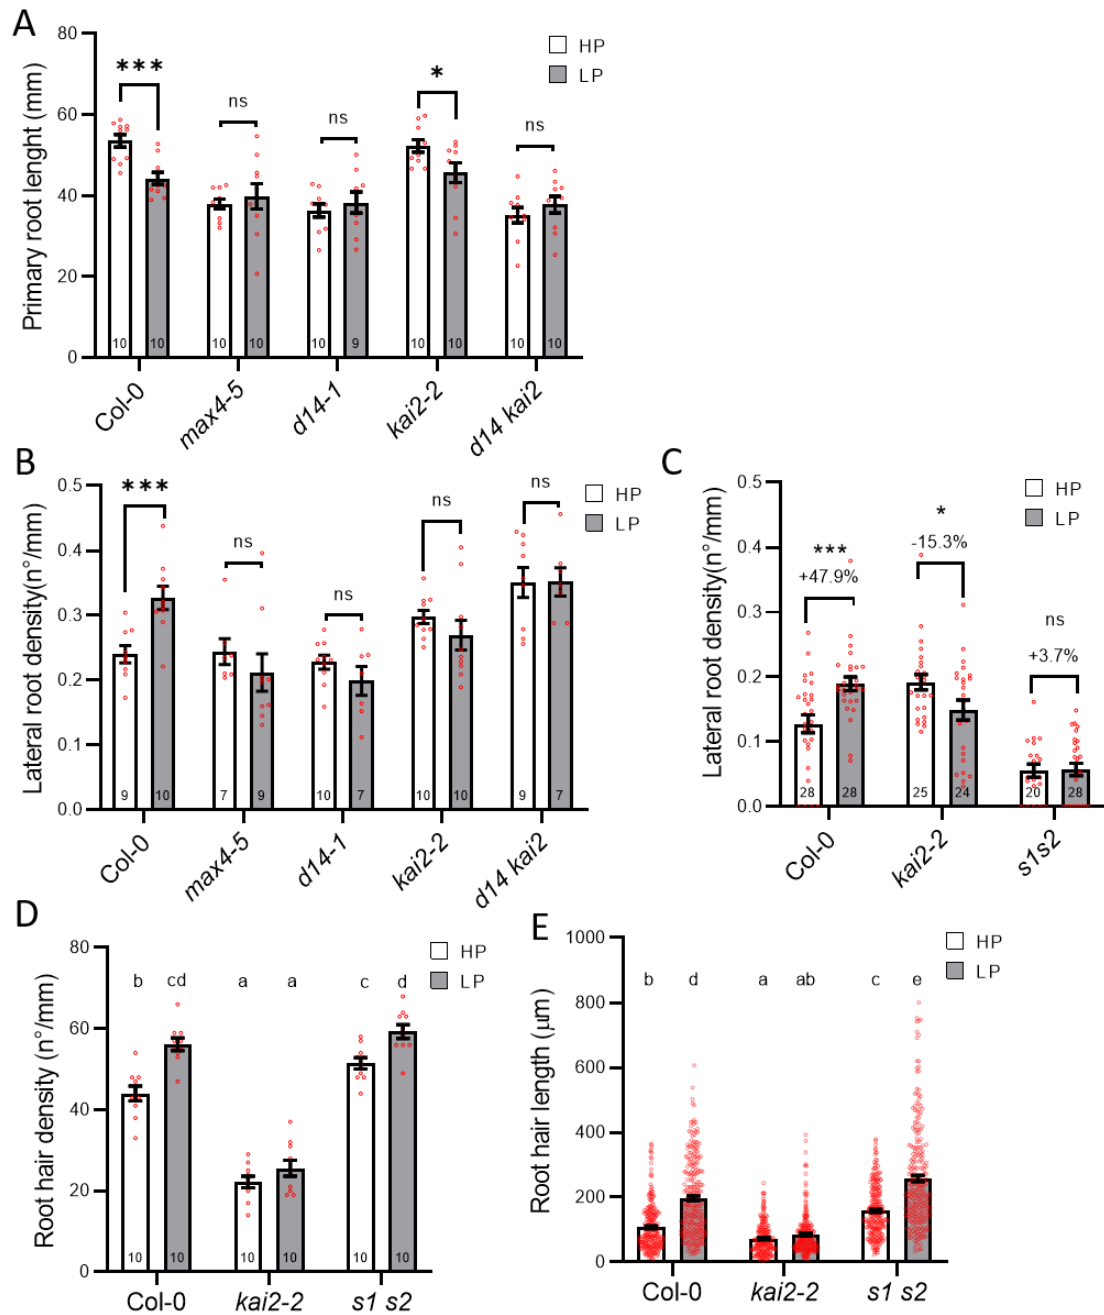 A
80
60
40
20
0
Primary root lenght (mm)
HP
LP
***
ns
ns
*
ns
10 10 10 10 10 9 10 10 10 10
Col-0 max4-5 d14-1 kai2-2 d14 kai2
B
0.5
0.4
0.3
0.2
0.1
0.0
Lateral root density(n°/mm)
HP
LP
***
ns
ns
ns
ns
9 10 7 9 10 7 10 10 9 7
Col-0 max4-5 d14-1 kai2-2 d14 kai2
C
0.5
0.4
0.3
0.2
0.1
0.0
Lateral root density(n°/mm)
HP
LP
***
+47.9%
*
-15.3%
ns
+3.7%
28 28 25 24 20 28
Col-0 kai2-2 s1s2
D
80
60
40
20
0
Root hair density (n°/mm)
HP
LP
b cd a a c d
10 10 10 10 10 10
Col-0 kai2-2 s1 s2
E
1000
800
600
400
200
0
Root hair length (μm)
HP
LP
b d a ab c e
Col-0 kai2-2 s1 s2